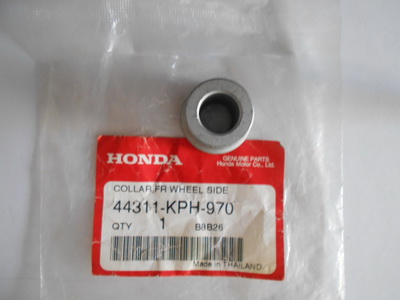 HONDA
GENUINE PARTS
Honda Motor Co., Ltd.
COLLAR,FR WHEEL SIDE
44311-KPH-970
QTY 1 B8B26
Made in THAILAND